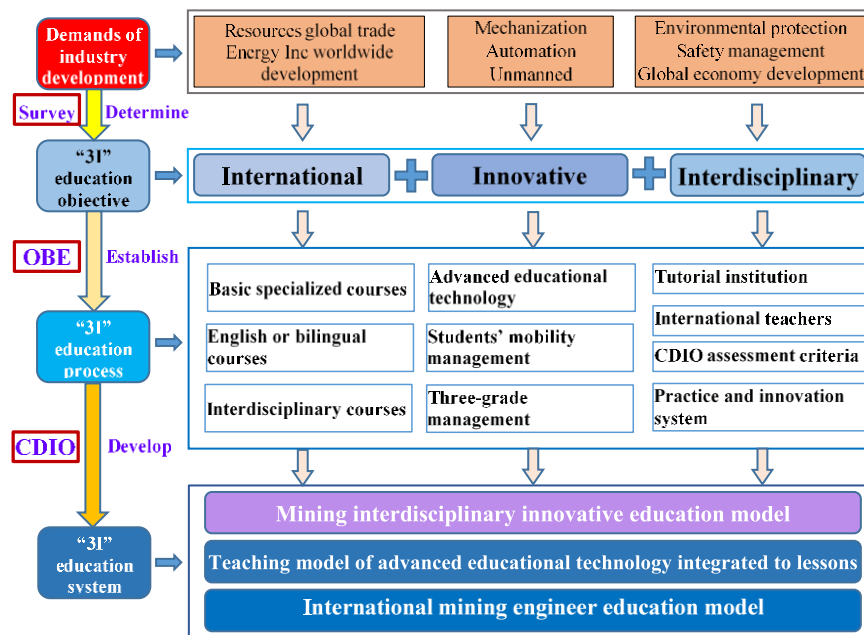 Demands of
industry
development
Resources global trade
Energy Inc worldwide
development
Mechanization
Automation
Unmanned
Environmental protection
Safety management
Global economy development
Survey
Determine
“3I”
education
objective
International
Innovative
Interdisciplinary
OBE
Establish
“3I”
education
process
Basic specialized courses
English or bilingual
courses
Interdisciplinary courses
Advanced educational
technology
Students’ mobility
management
Three-grade
management
Tutorial institution
International teachers
CDIO assessment criteria
Practice and innovation
system
CDIO
Develop
“3I”
education
system
Mining interdisciplinary innovative education model
Teaching model of advanced educational technology integrated to lessons
International mining engineer education model